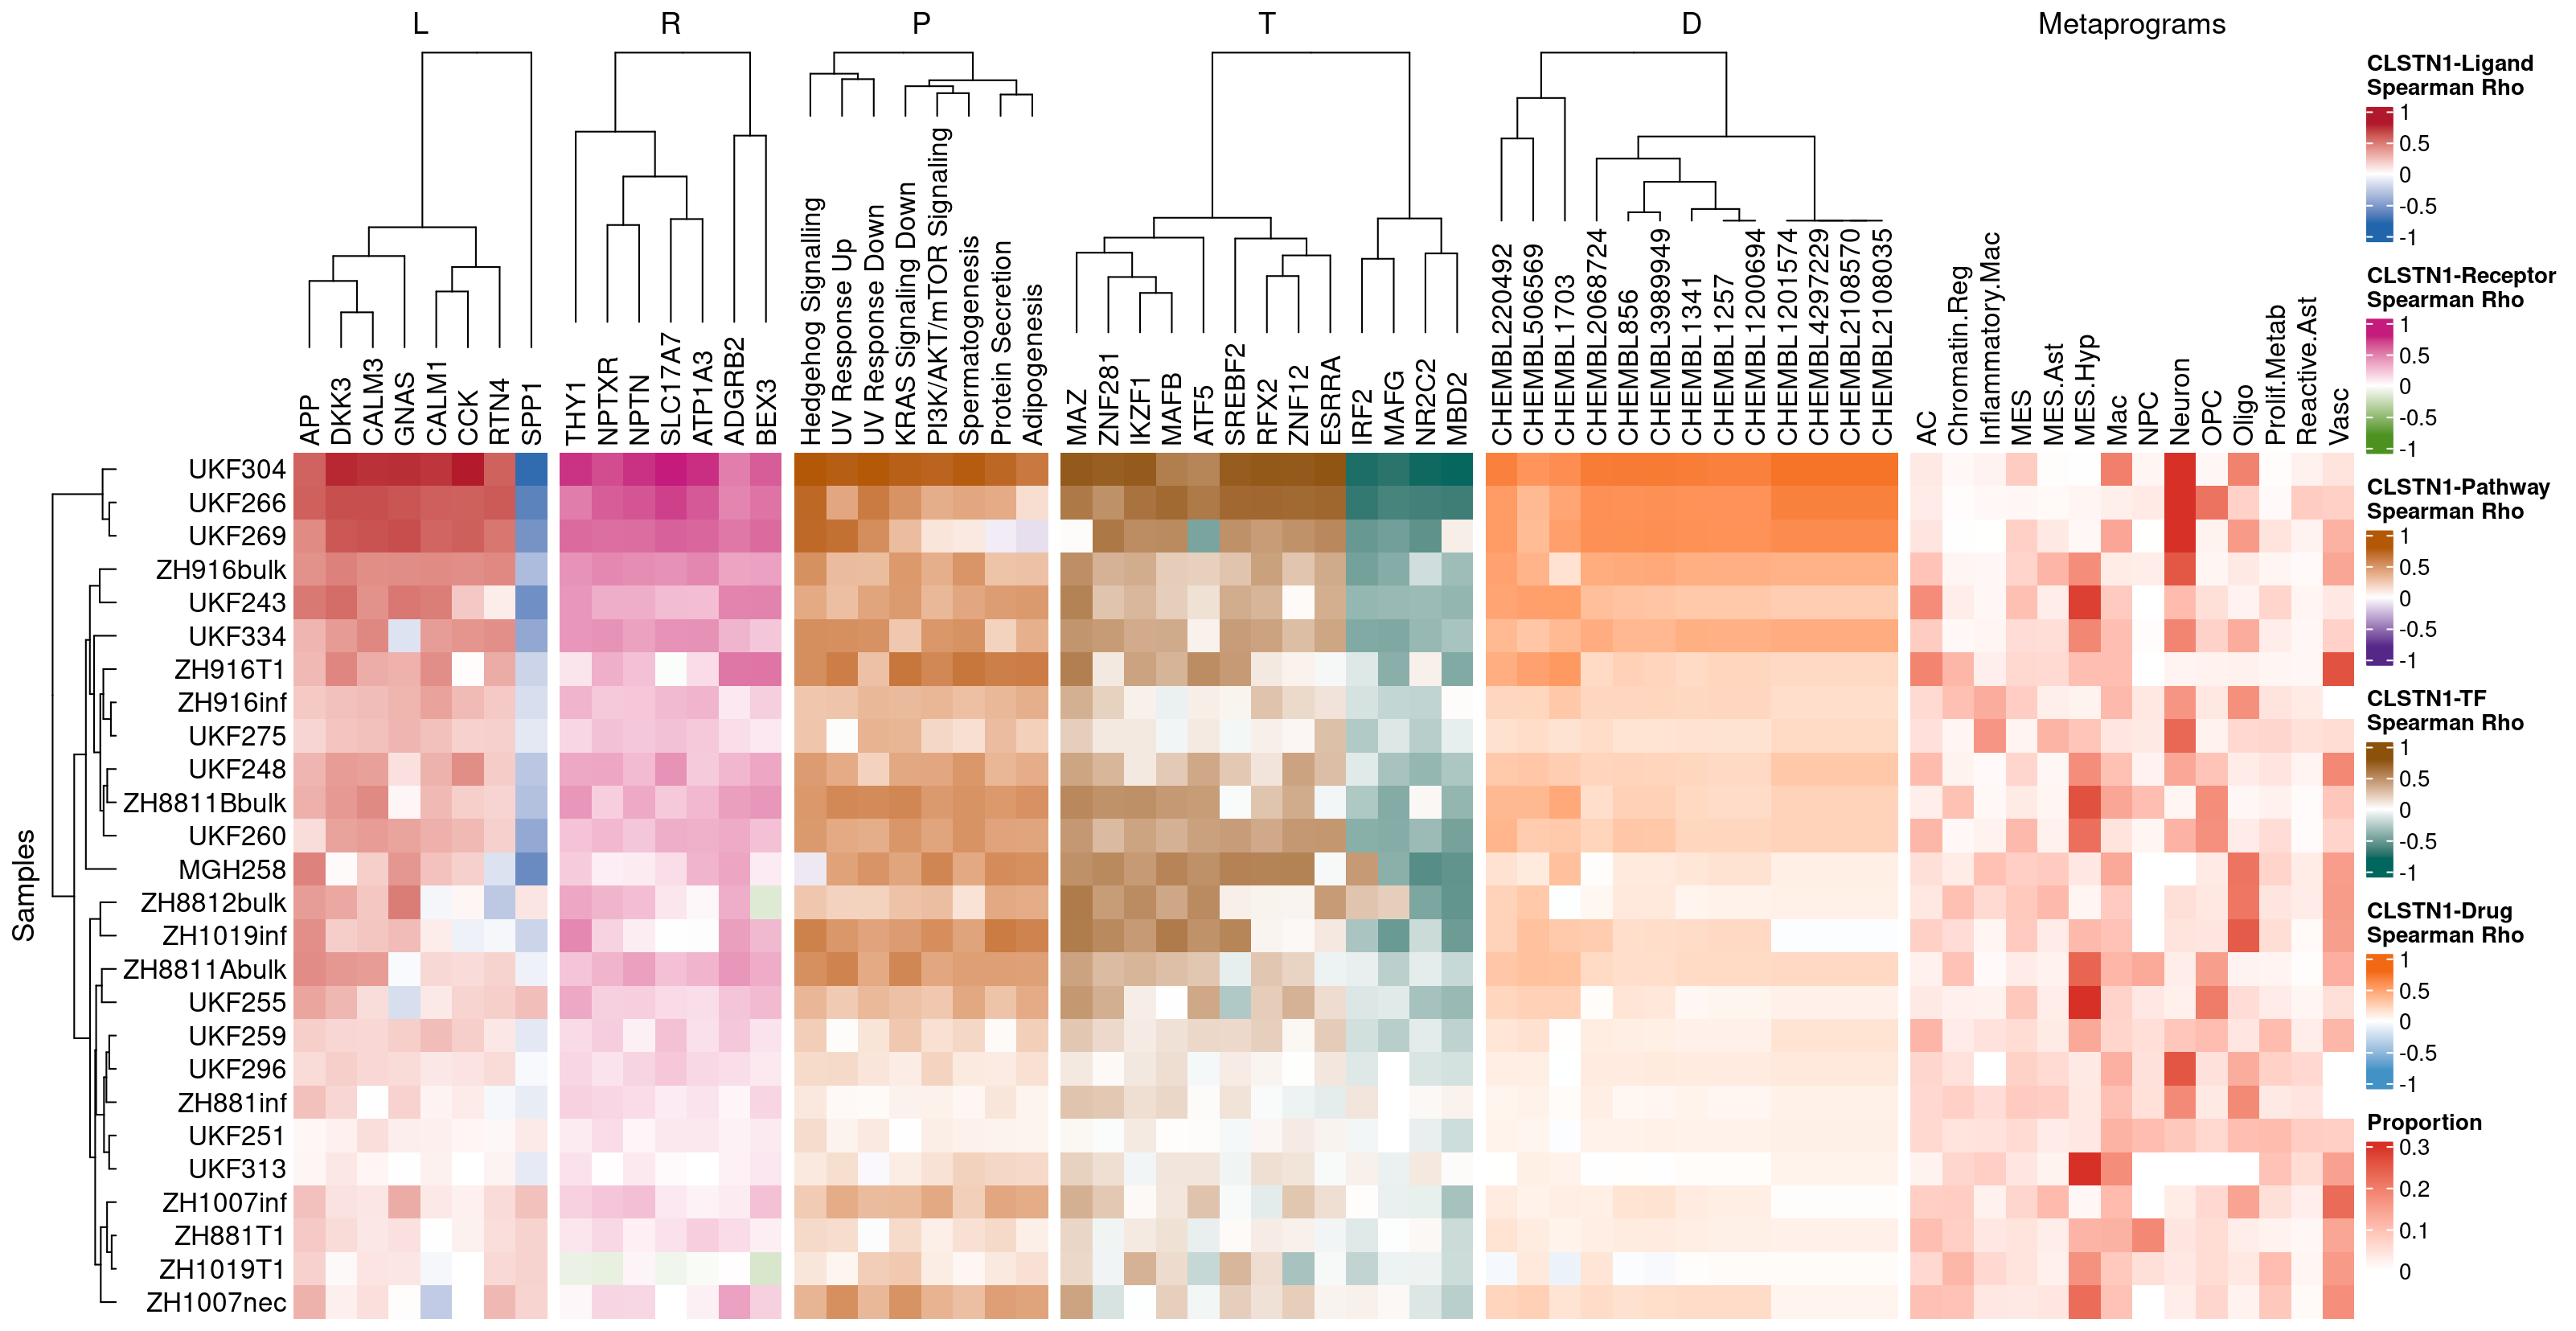 L
R
P
T
D
Metaprograms
APP
DKK3
CALM3
GNAS
CALM1
CCK
RTN4
SPP1
THY1
NPTXR
NPTN
SLC17A7
ATP1A3
ADGRB2
BEX3
Hedgehog Signalling
UV Response Up
UV Response Down
KRAS Signaling Down
PI3K/AKT/mTOR Signaling
Spermatogenesis
Protein Secretion
Adipogenesis
MAZ
ZNF281
IKZF1
MAFB
ATF5
SREBF2
RFX2
ZNF12
ESRRA
IRF2
MAFG
NR2C2
MBD2
CHEMBL220492
CHEMBL506569
CHEMBL1703
CHEMBL2068724
CHEMBL856
CHEMBL3989949
CHEMBL1341
CHEMBL1257
CHEMBL1200694
CHEMBL1201574
CHEMBL4297229
CHEMBL2108570
CHEMBL2108035
AC
Chromatin.Reg
Inflammatory.Mac
MES
MES.Ast
MES.Hyp
Mac
NPC
Neuron
OPC
Oligo
Prolif.Metab
Reactive.Ast
Vasc
Samples
UKF304
UKF266
UKF269
ZH916bulk
UKF243
UKF334
ZH916T1
ZH916inf
UKF275
UKF248
ZH8811Bbulk
UKF260
MGH258
ZH8812bulk
ZH1019inf
ZH8811Abulk
UKF255
UKF259
UKF296
ZH881inf
UKF251
UKF313
ZH1007inf
ZH881T1
ZH1019T1
ZH1007nec
CLSTN1-Ligand
Spearman Rho
1
0.5
0
-0.5
-1
CLSTN1-Receptor
Spearman Rho
1
0.5
0
-0.5
-1
CLSTN1-Pathway
Spearman Rho
1
0.5
0
-0.5
-1
CLSTN1-TF
Spearman Rho
1
0.5
0
-0.5
-1
CLSTN1-Drug
Spearman Rho
1
0.5
0
-0.5
-1
Proportion
0.3
0.2
0.1
0